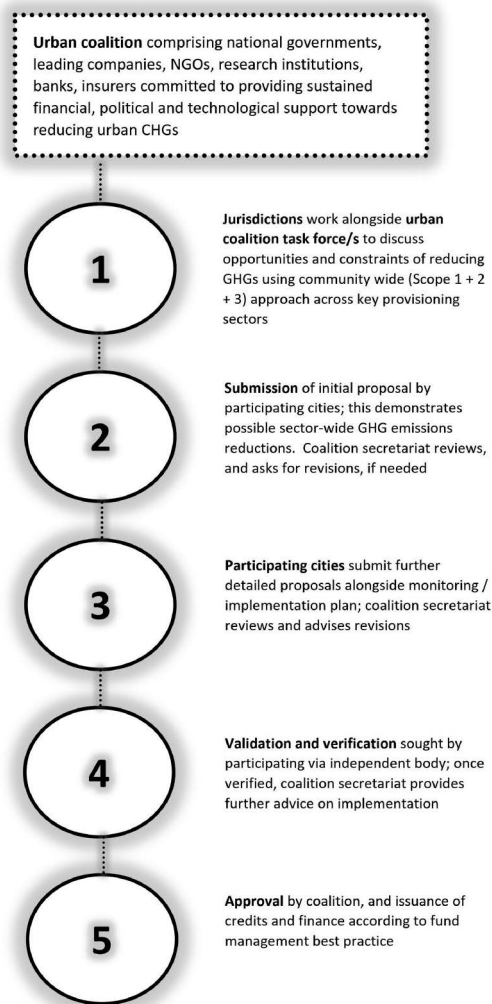 Urban coalition comprising national governments,
leading companies, NGOs, research institutions,
banks, insurers committed to providing sustained
financial, political and technological support towards
reducing urban CHGs
1
Jurisdictions work alongside urban
coalition task force/s to discuss
opportunities and constraints of reducing
GHGs using community wide (Scope 1 + 2
+ 3) approach across key provisioning
sectors
2
Submission of initial proposal by
participating cities; this demonstrates
possible sector-wide GHG emissions
reductions. Coalition secretariat reviews,
and asks for revisions, if needed
3
Participating cities submit further
detailed proposals alongside monitoring /
implementation plan; coalition secretariat
reviews and advises revisions
4
Validation and verification sought by
participating via independent body; once
verified, coalition secretariat provides
further advice on implementation
5
Approval by coalition, and issuance of
credits and finance according to fund
management best practice